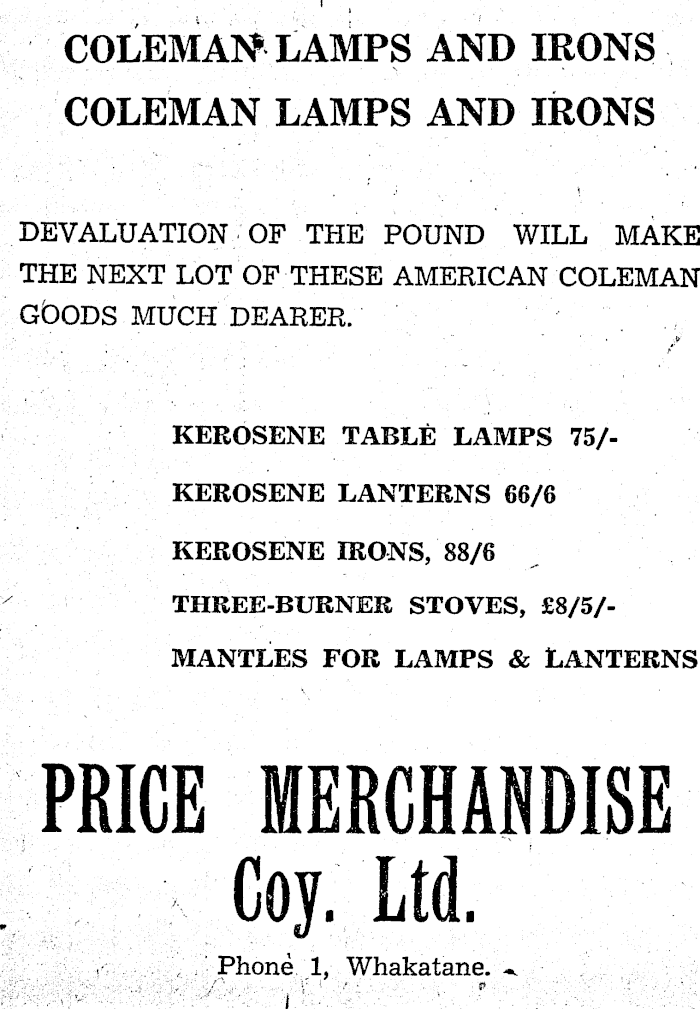 COLEMAN LAMPS AND IRONS
COLEMAN LAMPS AND IRONS
DEVALUATION OF THE POUND WILL MAKE
THE NEXT LOT OF THESE AMERICAN COLEMAN
GOODS MUCH DEARER.
KEROSENE TABLE LAMPS 75/-
KEROSENE LANTERNS 66/6
KEROSENE IRONS, 88/6
THREE-BURNER STOVES, £8/5/-
MANTLES FOR LAMPS & LANTERNS
PRICE MERCHANDISE
Coy. Ltd.
Phone 1, Whakatane.